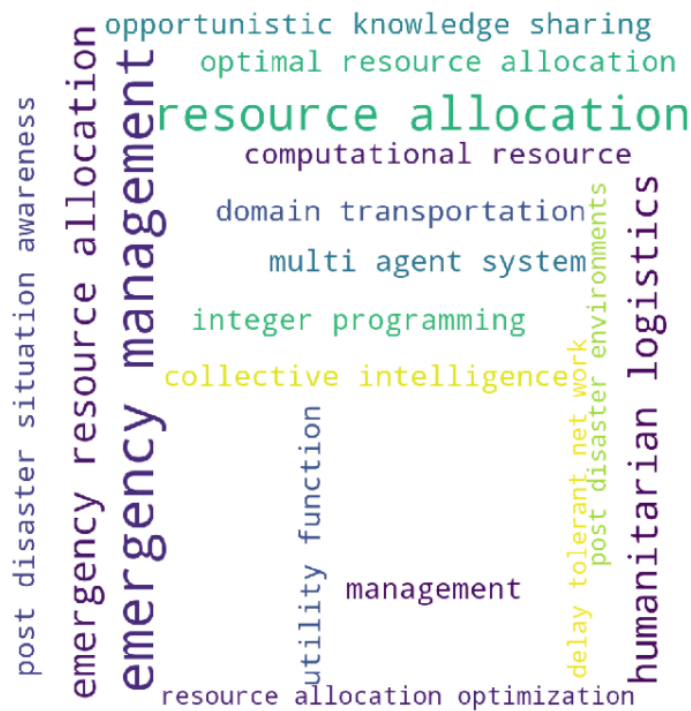 opportunistic knowledge sharing
optimal resource allocation
resource allocation
computational resource
domain transportation
multi agent system
integer programming
collective intelligence
management
resource allocation optimization
post disaster situation awareness
emergency resource allocation
emergency management
utility function
delay tolerant net work
post disaster environments
humanitarian logistics